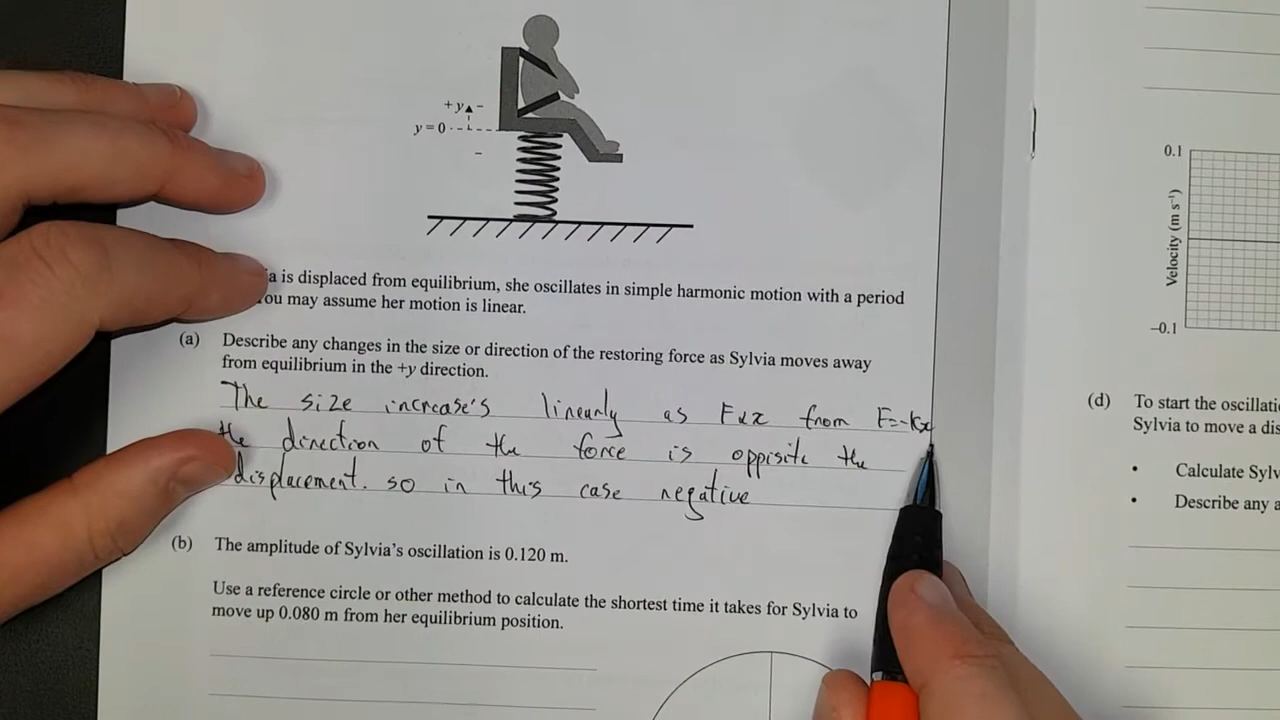 +y
y = 0
a is displaced from equilibrium, she oscillates in simple harmonic motion with a period
You may assume her motion is linear.
(a) Describe any changes in the size or direction of the restoring force as Sylvia moves away
from equilibrium in the +y direction.
The size increase's linearly as F∝x from F=-kx
the direction of the force is oppisite the
displacement. so in this case negative
(b) The amplitude of Sylvia's oscillation is 0.120 m.
Use a reference circle or other method to calculate the shortest time it takes for Sylvia to
move up 0.080 m from her equilibrium position.
0.1
Velocity (m s⁻¹)
–0.1
(d) To start the oscillati
Sylvia to move a dis
• Calculate Sylv
• Describe any a